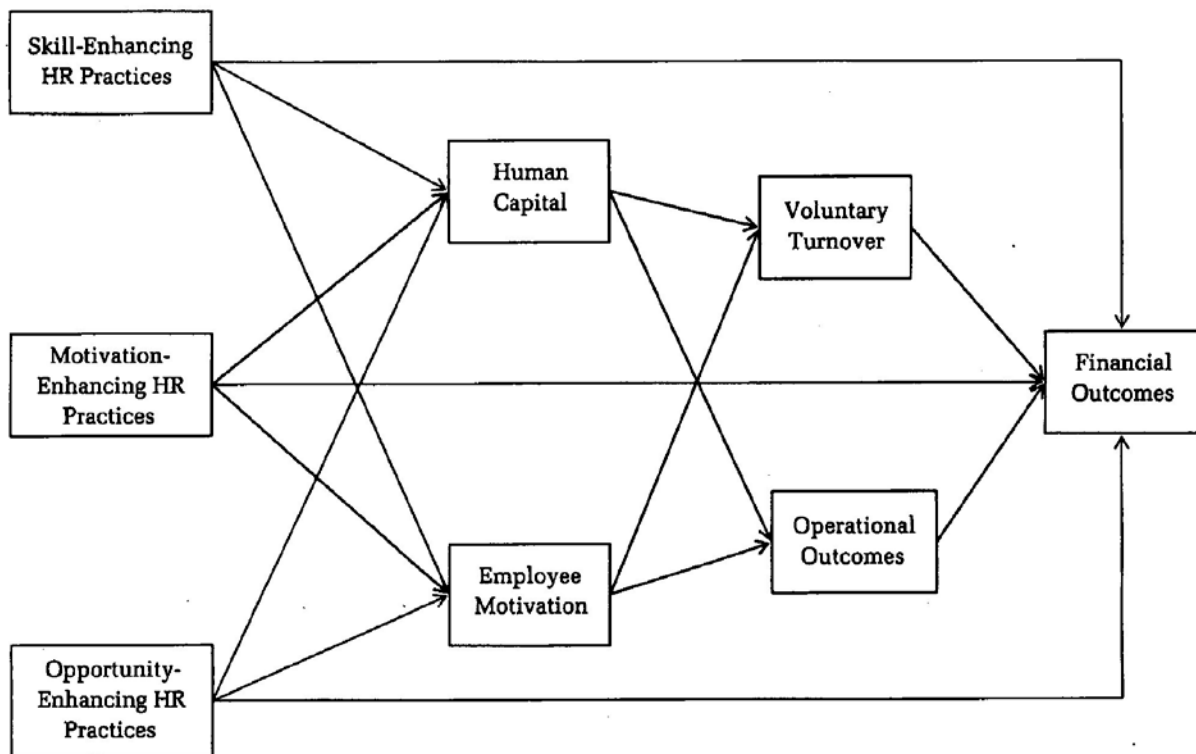 Skill-Enhancing
HR Practices
Human
Capital
Voluntary
Turnover
Motivation-
Enhancing HR
Practices
Financial
Outcomes
Operational
Outcomes
Employee
Motivation
Opportunity-
Enhancing HR
Practices